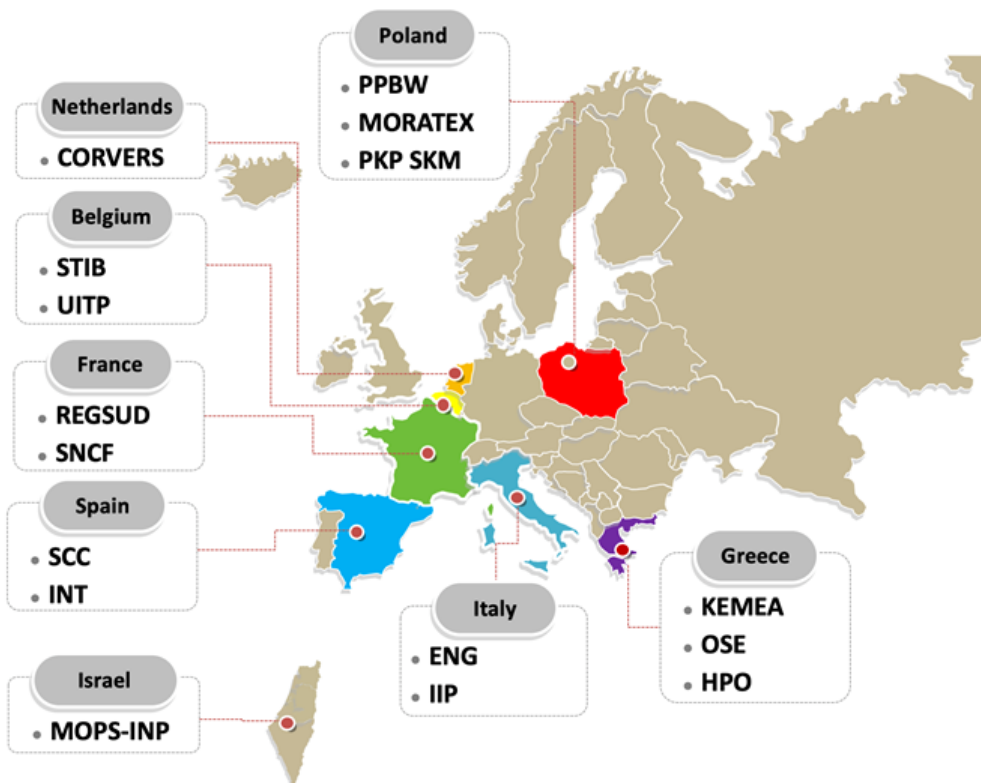 Poland
• PPBW
• MORATEX
• PKP SKM
Netherlands
• CORVERS
Belgium
• STIB
• UITP
France
• REGSUD
• SNCF
Spain
• SCC
• INT
Italy
• ENG
• IIP
Greece
• KEMEA
• OSE
• HPO
Israel
• MOPS-INP